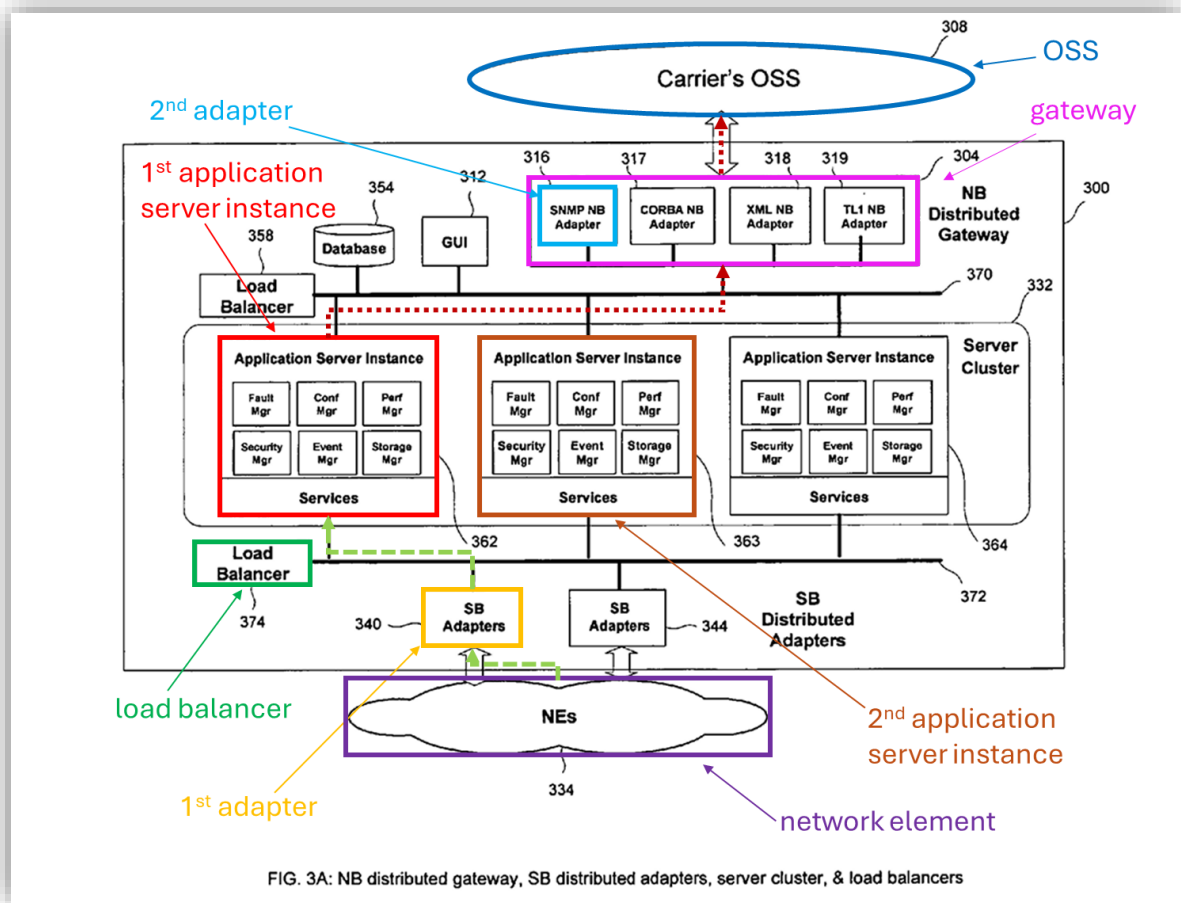 308
OSS
Carrier's OSS
2nd adapter
gateway
1st application
server instance
354
312
316
317
318
319
304
300
SNMP NB
Adapter
CORBA NB
Adapter
XML NB
Adapter
TL1 NB
Adapter
NB
Distributed
Gateway
358
Database
GUI
Load
Balancer
370
332
Application Server Instance
Fault
Mgr
Conf
Mgr
Perf
Mgr
Security
Mgr
Event
Mgr
Storage
Mgr
Services
Application Server Instance
Fault
Mgr
Conf
Mgr
Perf
Mgr
Security
Mgr
Event
Mgr
Storage
Mgr
Services
Application Server Instance
Fault
Mgr
Conf
Mgr
Perf
Mgr
Security
Mgr
Event
Mgr
Storage
Mgr
Services
Server
Cluster
362
363
364
Load
Balancer
374
372
340
SB
Adapters
SB
Adapters
344
SB
Distributed
Adapters
load balancer
NEs
334
2nd application
server instance
1st adapter
network element
FIG. 3A: NB distributed gateway, SB distributed adapters, server cluster, & load balancers